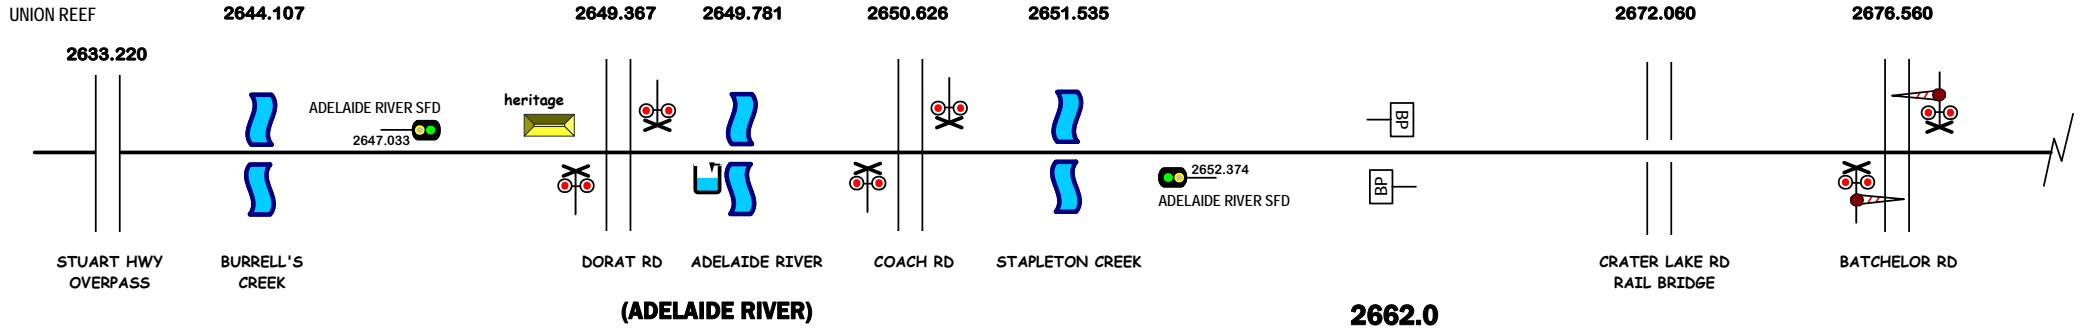 UNION REEF
2644.107
2649.367
2649.781
2650.626
2651.535
2672.060
2676.560
2633.220
heritage
ADELAIDE RIVER SFD
2647.033
BP
BP
2652.374
ADELAIDE RIVER SFD
STUART HWY
OVERPASS
BURRELL'S
CREEK
DORAT RD
ADELAIDE RIVER
COACH RD
STAPLETON CREEK
CRATER LAKE RD
RAIL BRIDGE
BATCHELOR RD
(ADELAIDE RIVER)
2662.0